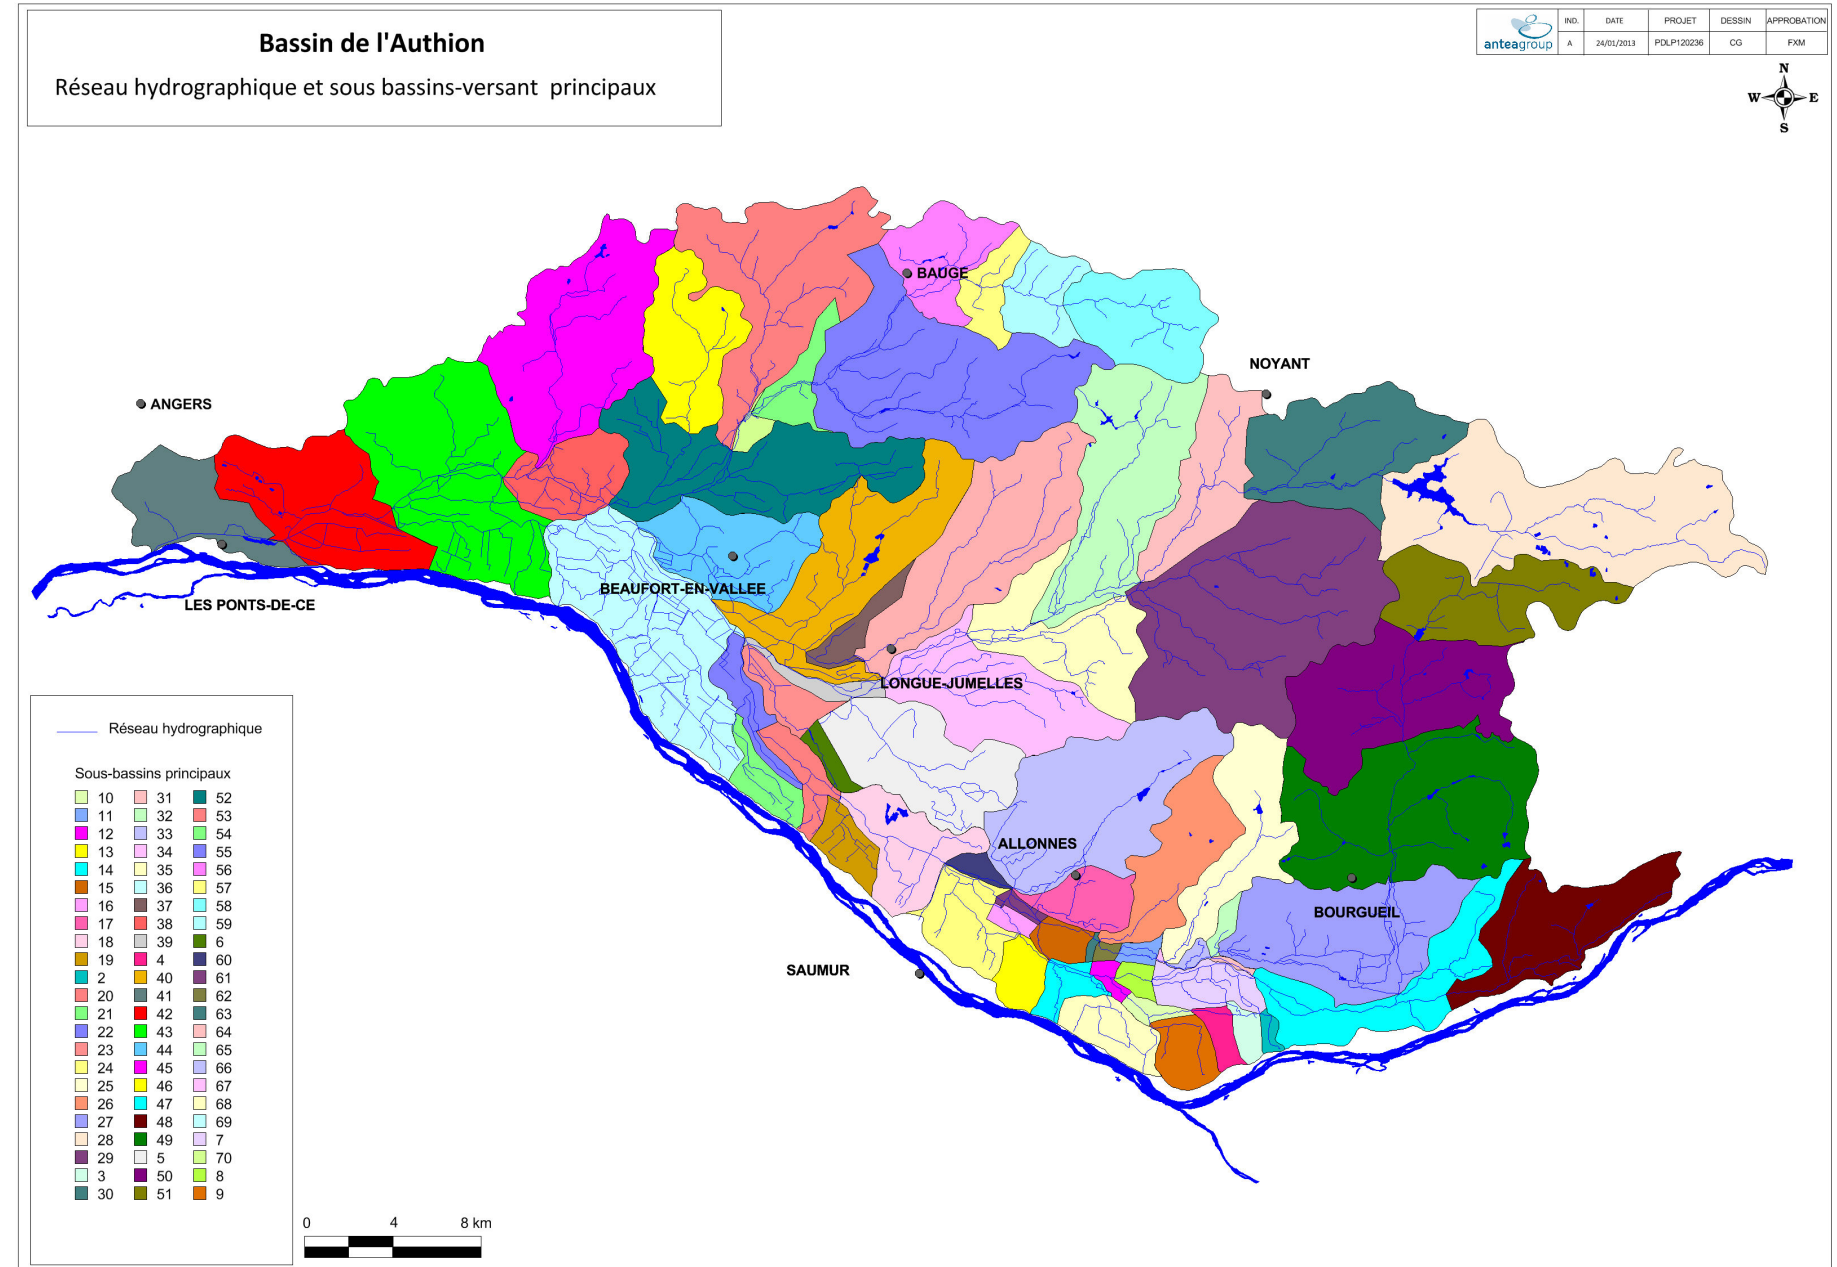 Bassin de l'Authion
Réseau hydrographique et sous bassins-versant principaux
anteagroup
IND. DATE PROJET DESSIN APPROBATION
A 24/01/2013 PDLP120236 CG FXM
N
W E
S
BAUGE
NOYANT
ANGERS
BEAUFORT-EN-VALLEE
LES PONTS-DE-CE
LONGUE-JUMELLES
ALLONNES
BOURGUEIL
SAUMUR
Réseau hydrographique
Sous-bassins principaux
10 31 52
11 32 53
12 33 54
13 34 55
14 35 56
15 36 57
16 37 58
17 38 59
18 39 6
19 4 60
2 40 61
20 41 62
21 42 63
22 43 64
23 44 65
24 45 66
25 46 67
26 47 68
27 48 69
28 49 7
29 5 70
3 50 8
30 51 9
0 4 8 km